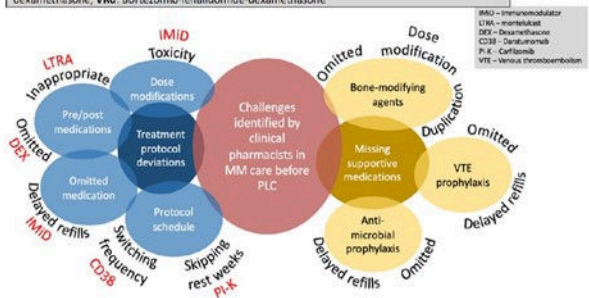 dexamethasone; VRd: Bortezomib-lenalidomide-dexamethasone
IMiD – Immunomodulator
LTRA – montelukast
DEX – Dexamethasone
CD38 – Daratumumab
PI-K – Carfilzomib
VTE – Venous thromboembolism
IMiD
Toxicity
LTRA
Inappropriate
Omitted
DEX
Delayed refills
IMiD
Switching
frequency
CD38
Skipping
rest weeks
PI-K
Dose
modifications
Pre/post
medications
Treatment
protocol
deviations
Omitted
medication
Protocol
schedule
Challenges
identified by
clinical
pharmacists in
MM care before
PLC
Omitted
Dose
modification
Duplication
Bone-modifying
agents
Missing
supportive
medications
Omitted
VTE
prophylaxis
Delayed refills
Anti-
microbial
prophylaxis
Delayed refills
Omitted